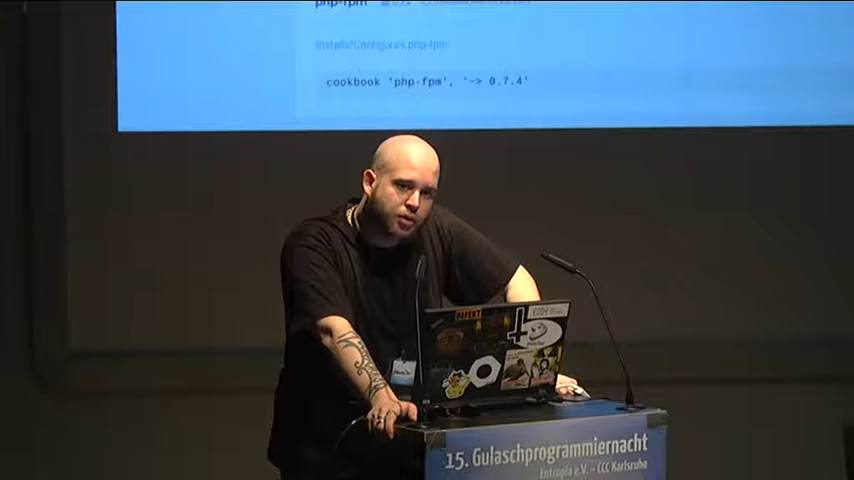 php-fpm
Installs/Configures php-fpm
cookbook 'php-fpm', '~> 0.7.4'
DEFEKT
15. Gulaschprogrammiernacht
Entropia e.V. – CCC Karlsruhe